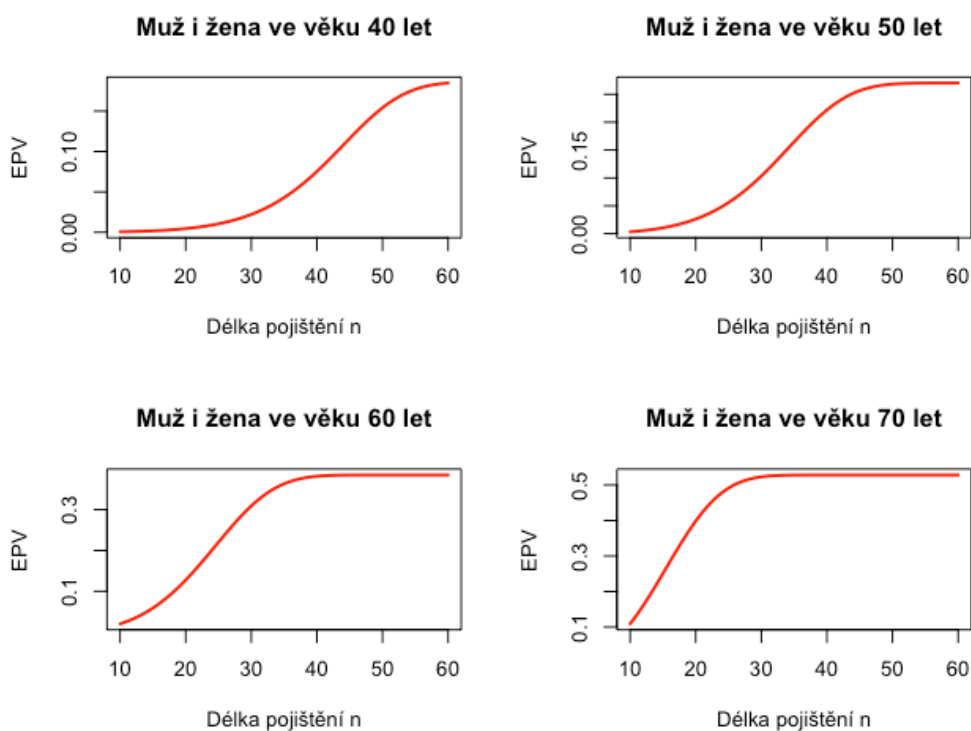 Muž i žena ve věku 40 let
EPV
0.00
0.10
10 20 30 40 50 60
Délka pojištění n
Muž i žena ve věku 50 let
EPV
0.00
0.15
10 20 30 40 50 60
Délka pojištění n
Muž i žena ve věku 60 let
EPV
0.1
0.3
10 20 30 40 50 60
Délka pojištění n
Muž i žena ve věku 70 let
EPV
0.1
0.3
0.5
10 20 30 40 50 60
Délka pojištění n